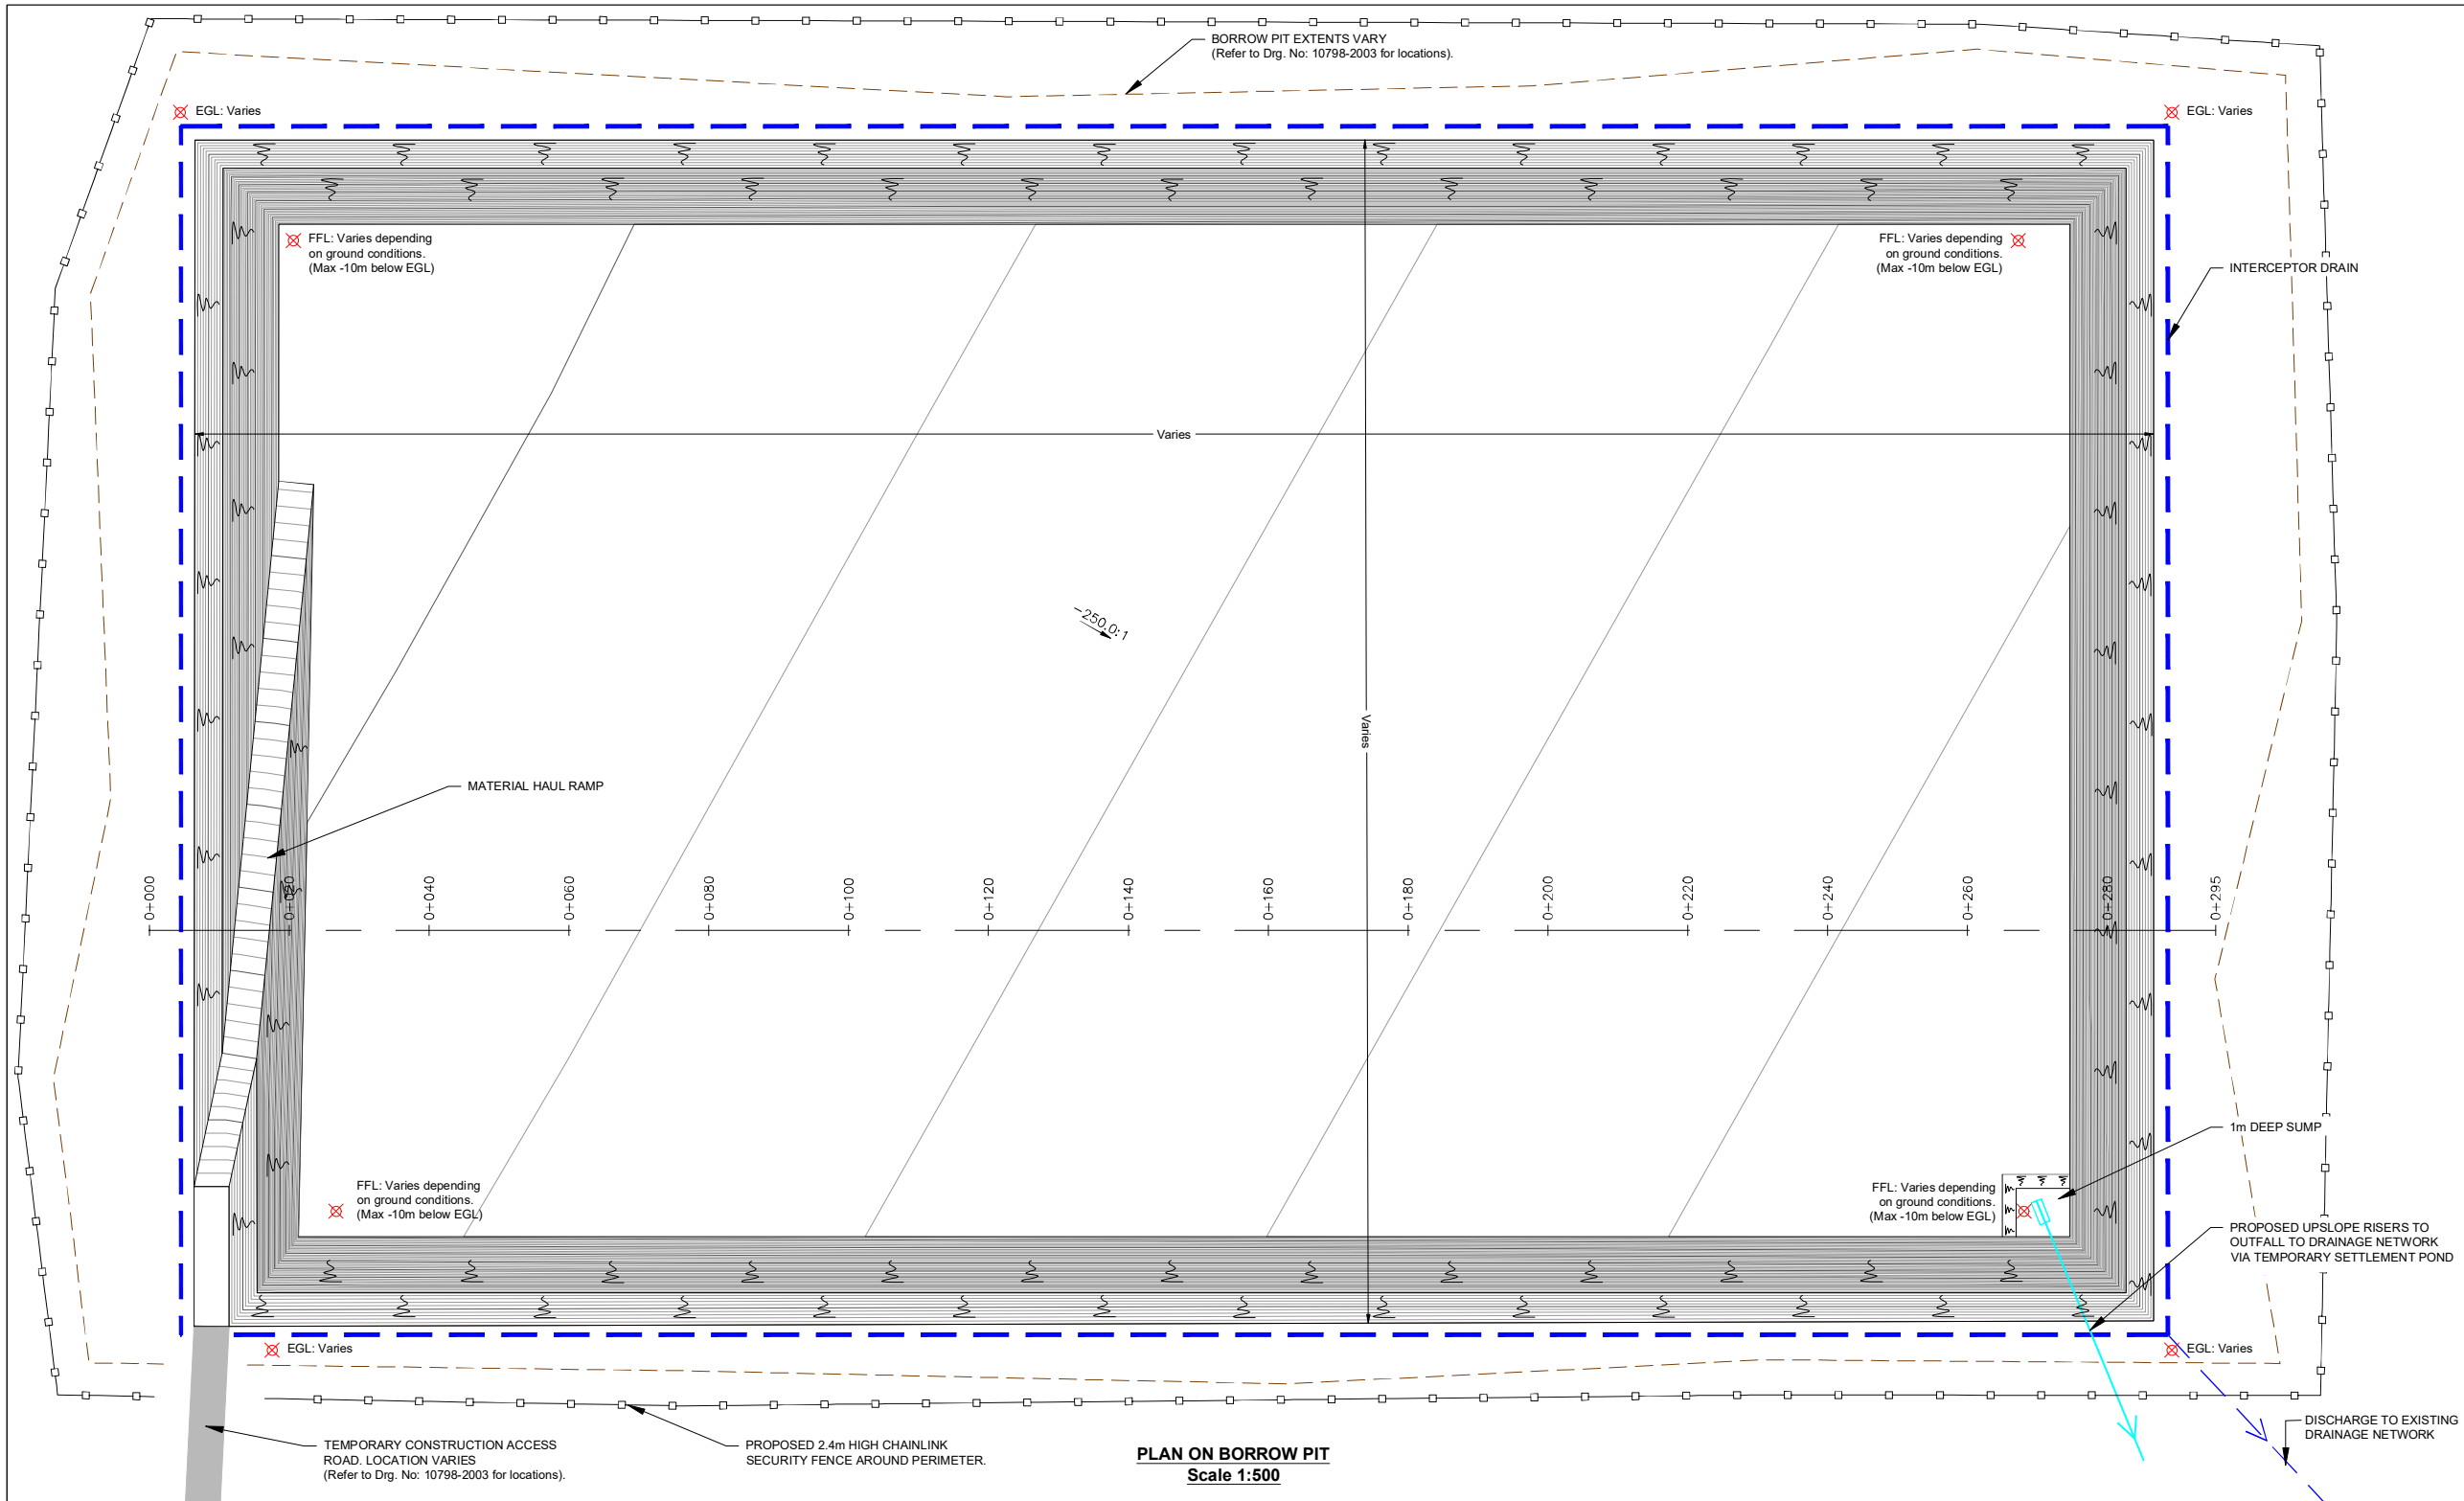 BORROW PIT EXTENTS VARY
(Refer to Drg. No: 10798-2003 for locations).
EGL: Varies
EGL: Varies
FFL: Varies depending
on ground conditions.
(Max -10m below EGL)
FFL: Varies depending
on ground conditions.
(Max -10m below EGL)
INTERCEPTOR DRAIN
Varies
Varies
-250.0:1
MATERIAL HAUL RAMP
0+000
0+020
0+040
0+060
0+080
0+100
0+120
0+140
0+160
0+180
0+200
0+220
0+240
0+260
0+280
0+295
1m DEEP SUMP
FFL: Varies depending
on ground conditions.
(Max -10m below EGL)
FFL: Varies depending
on ground conditions.
(Max -10m below EGL)
PROPOSED UPSLOPE RISERS TO
OUTFALL TO DRAINAGE NETWORK
VIA TEMPORARY SETTLEMENT POND
EGL: Varies
EGL: Varies
TEMPORARY CONSTRUCTION ACCESS
ROAD. LOCATION VARIES
(Refer to Drg. No: 10798-2003 for locations).
PROPOSED 2.4m HIGH CHAINLINK
SECURITY FENCE AROUND PERIMETER.
PLAN ON BORROW PIT
Scale 1:500
DISCHARGE TO EXISTING
DRAINAGE NETWORK